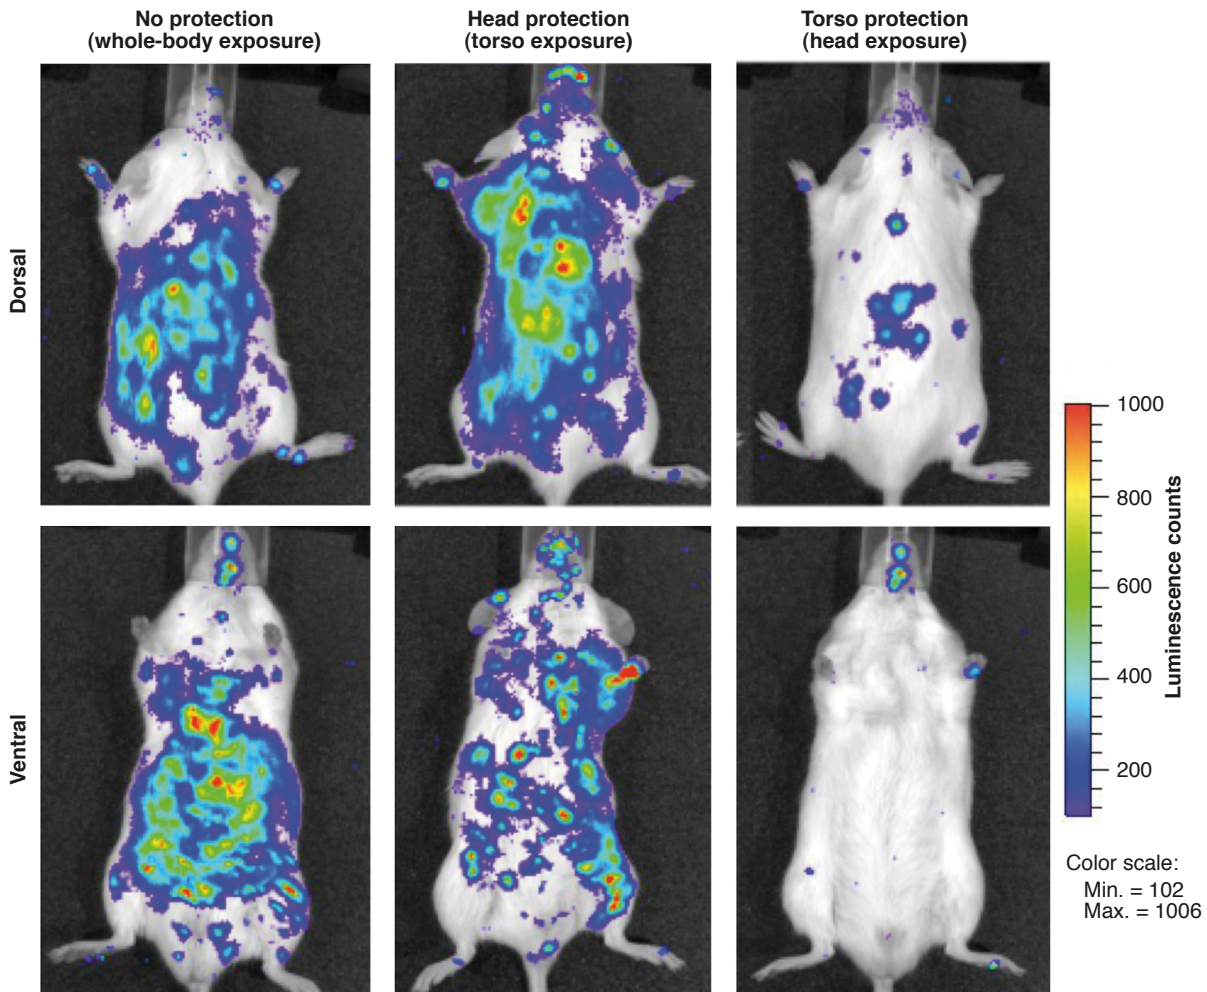 No protection
(whole-body exposure)
Head protection
(torso exposure)
Torso protection
(head exposure)
Dorsal
Ventral
1000
800
600
400
200
Luminescence counts
Color scale:
Min. = 102
Max. = 1006